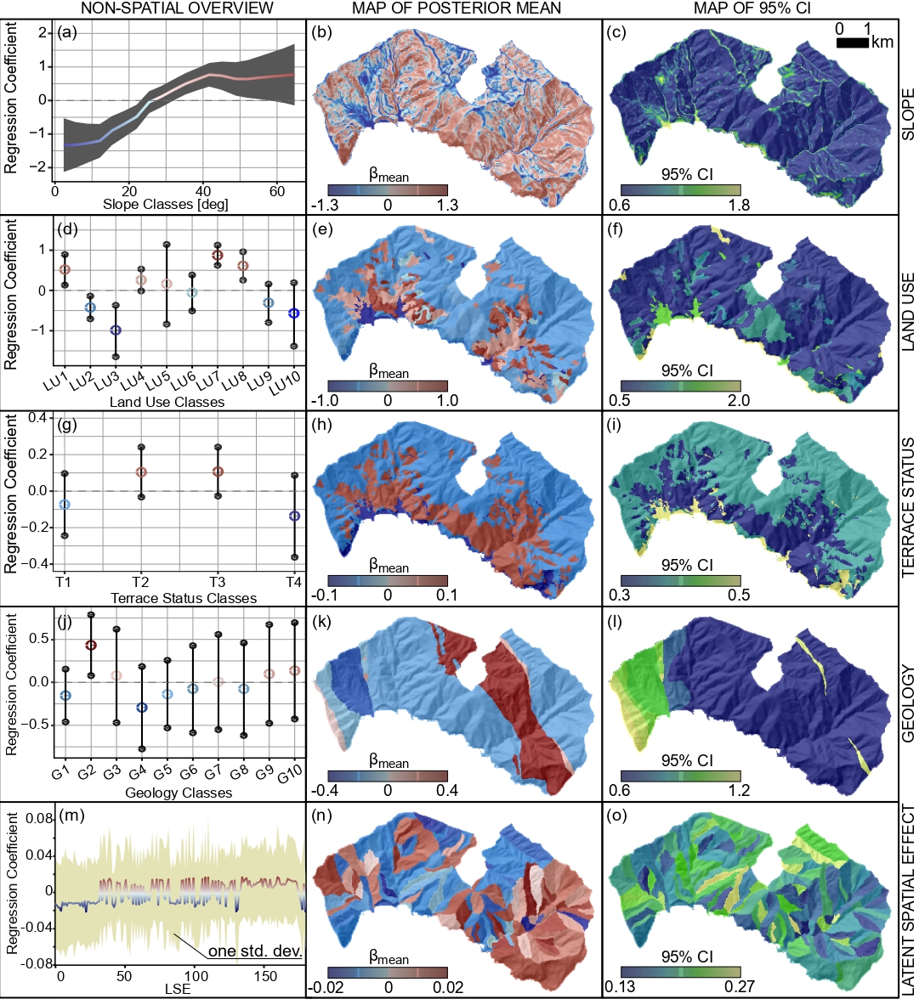 NON-SPATIAL OVERVIEW
MAP OF POSTERIOR MEAN
MAP OF 95% CI
(a)
Regression Coefficient
2
1
0
−1
−2
0 20 40 60
Slope Classes [deg]
(b)
βmean
-1.3 0 1.3
(c)
0 1
km
95% CI
0.6 1.8
SLOPE
(d)
Regression Coefficient
1
0
−1
LU1 LU2 LU3 LU4 LU5 LU6 LU7 LU8 LU9 LU10
Land Use Classes
(e)
βmean
-1.0 0 1.0
(f)
95% CI
0.5 2.0
LAND USE
(g)
Regression Coefficient
0.4
0.2
0.0
−0.2
−0.4
T1 T2 T3 T4
Terrace Status Classes
(h)
βmean
-0.1 0 0.1
(i)
95% CI
0.3 0.5
TERRACE STATUS
(j)
Regression Coefficient
0.5
0.0
−0.5
G1 G2 G3 G4 G5 G6 G7 G8 G9 G10
Geology Classes
(k)
βmean
-0.4 0 0.4
(l)
95% CI
0.6 1.2
GEOLOGY
(m)
Regression Coefficient
0.08
0.04
0
-0.04
-0.08
one std. dev.
0 50 100 150
LSE
(n)
βmean
-0.02 0 0.02
(o)
95% CI
0.13 0.27
LATENT SPATIAL EFFECT